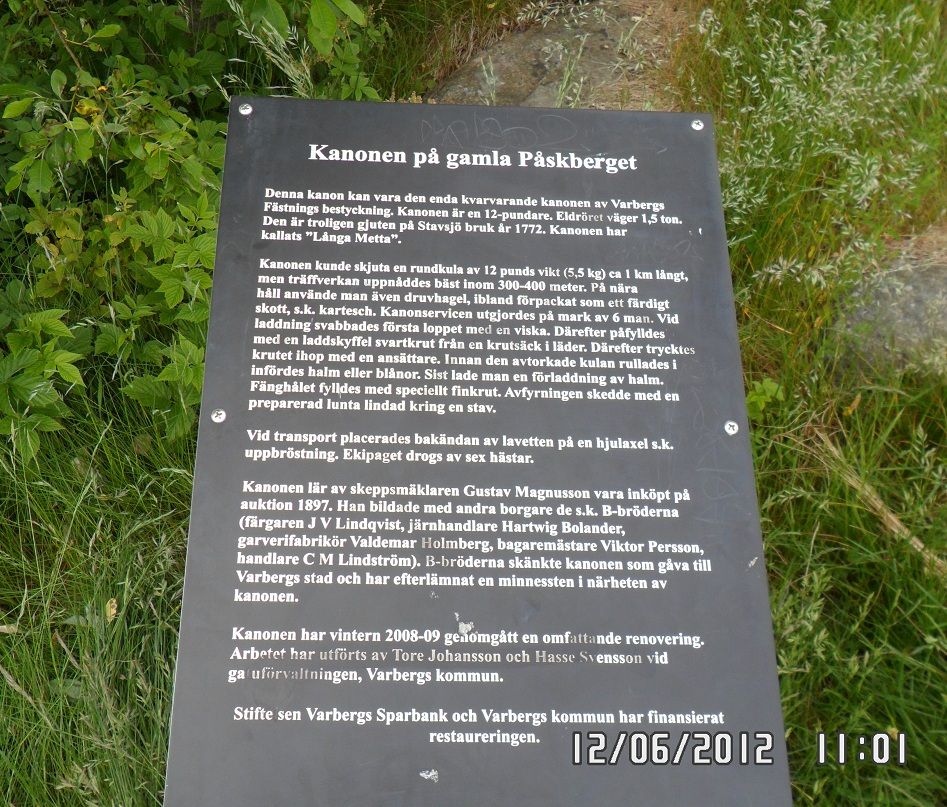 Kanonen på gamla Påskberget
Denna kanon kan vara den enda kvarvarande kanonen av Varbergs
Fästnings bestyckning. Kanonen är en 12-pundare. Eldröret väger 1,5 ton.
Den är troligen gjuten på Stavsjö bruk år 1772. Kanonen har
kallats ”Långa Metta”.
Kanonen kunde skjuta en rundkula av 12 punds vikt (5,5 kg) ca 1 km långt,
men träffverkan uppnåddes bäst inom 300-400 meter. På nära
håll använde man även druvhagel, ibland förpackat som ett färdigt
skott, s.k. kartesch. Kanonservicen utgjordes på mark av 6 man. Vid
laddning svabbades första loppet med en viska. Därefter påfylldes
med en laddskyffel svartkrut från en krutsäck i läder. Därefter trycktes
krutet ihop med en ansättare. Innan den avtorkade kulan rullades i
infördes halm eller blånor. Sist lade man en förladdning av halm.
Fänghålet fylldes med speciellt finkrut. Avfyrningen skedde med en
preparerad lunta lindad kring en stav.
Vid transport placerades bakändan av lavetten på en hjulaxel s.k.
uppbröstning. Ekipaget drogs av sex hästar.
Kanonen lär av skeppsmäklaren Gustav Magnusson vara inköpt på
auktion 1897. Han bildade med andra borgare de s.k. B-bröderna
(färgaren J V Lindqvist, järnhandlare Hartwig Bolander,
garverifabrikör Valdemar Holmberg, bagaremästare Viktor Persson,
handlare C M Lindström). B-bröderna skänkte kanonen som gåva till
Varbergs stad och har efterlämnat en minnessten i närheten av
kanonen.
Kanonen har vintern 2008-09 genomgått en omfattande renovering.
Arbetet har utförts av Tore Johansson och Hasse Svensson vid
gatuförvaltningen, Varbergs kommun.
Stifte sen Varbergs Sparbank och Varbergs kommun har finansierat
restaureringen.
12/06/2012 11:01